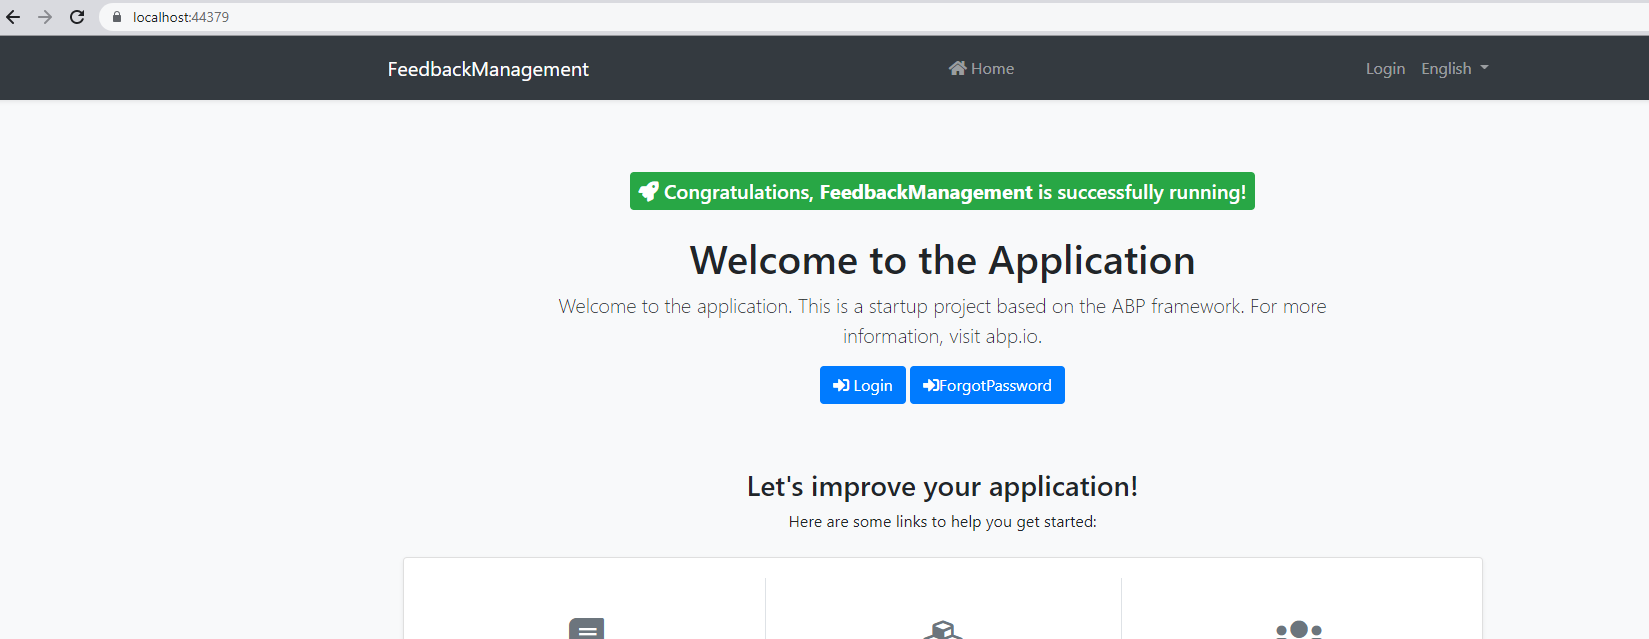 localhost:44379
FeedbackManagement Home Login English
Congratulations, FeedbackManagement is successfully running!
Welcome to the Application
Welcome to the application. This is a startup project based on the ABP framework. For more
information, visit abp.io.
Login ForgotPassword
Let's improve your application!
Here are some links to help you get started: